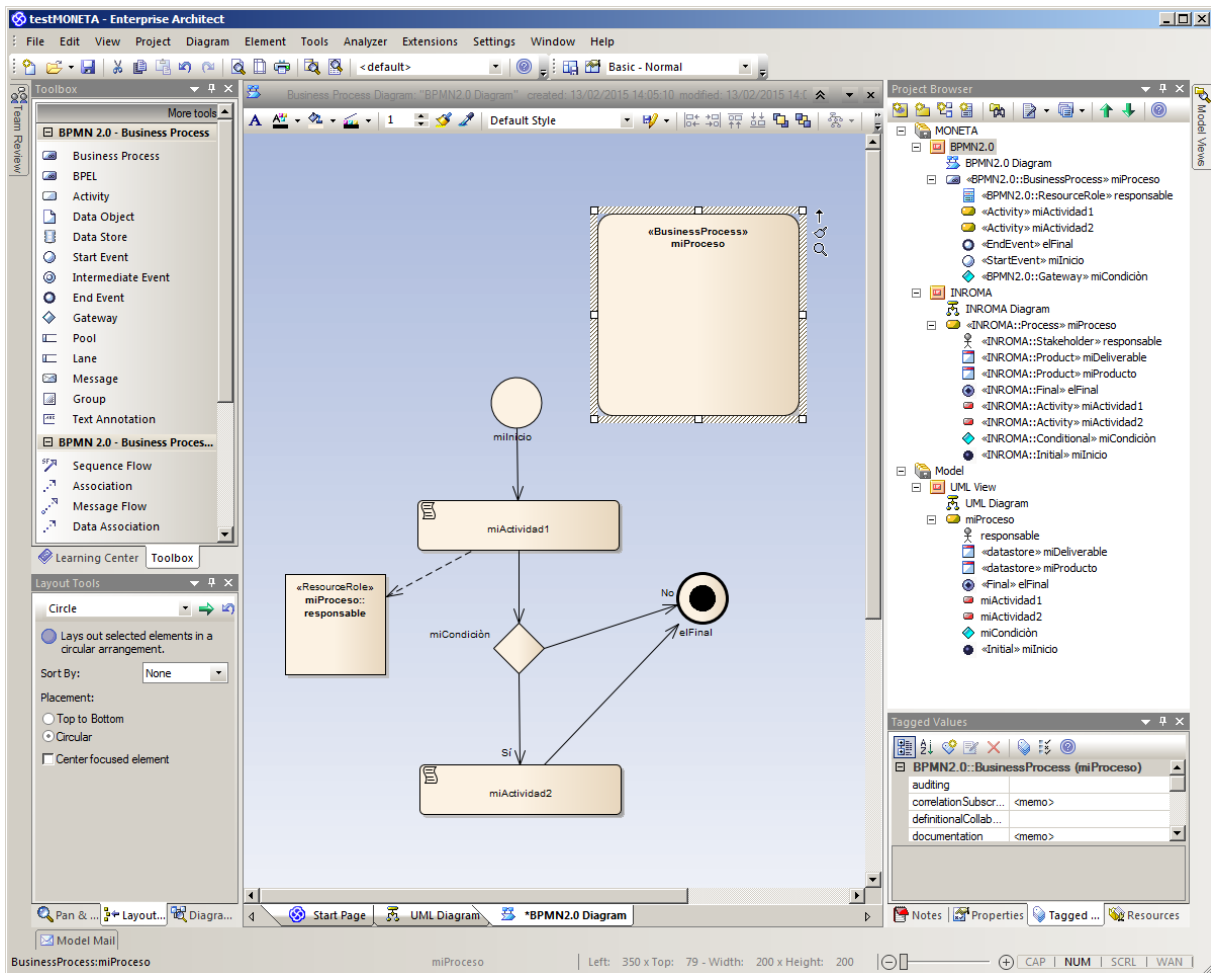 testMONETA - Enterprise Architect
File Edit View Project Diagram Element Tools Analyzer Extensions Settings Window Help
<default>
Basic - Normal
Team Review
Toolbox
More tools
BPMN 2.0 - Business Process
Business Process
BPEL
Activity
Data Object
Data Store
Start Event
Intermediate Event
End Event
Gateway
Pool
Lane
Message
Group
Text Annotation
BPMN 2.0 - Business Proces...
Sequence Flow
Association
Message Flow
Data Association
Learning Center Toolbox
Layout Tools
Circle
Lays out selected elements in a
circular arrangement.
Sort By: None
Placement:
Top to Bottom
Circular
Center focused element
Pan & ... Layout... Diagra...
Model Mail
Business Process Diagram: "BPMN2.0 Diagram" created: 13/02/2015 14:05:10 modified: 13/02/2015
1 Default Style
«BusinessProcess»
miProceso
miInicio
miActividad1
«ResourceRole»
miProceso::
responsable
No
elFinal
miCondiciòn
Sí
miActividad2
Start Page UML Diagram *BPMN2.0 Diagram
Project Browser
MONETA
BPMN2.0
BPMN2.0 Diagram
«BPMN2.0::BusinessProcess» miProceso
«BPMN2.0::ResourceRole» responsable
«Activity» miActividad1
«Activity» miActividad2
«EndEvent» elFinal
«StartEvent» miInicio
«BPMN2.0::Gateway» miCondiciòn
INROMA
INROMA Diagram
«INROMA::Process» miProceso
«INROMA::Stakeholder» responsable
«INROMA::Product» miDeliverable
«INROMA::Product» miProducto
«INROMA::Final» elFinal
«INROMA::Activity» miActividad1
«INROMA::Activity» miActividad2
«INROMA::Conditional» miCondiciòn
«INROMA::Initial» miInicio
Model
UML View
UML Diagram
miProceso
responsable
«datastore» miDeliverable
«datastore» miProducto
«Final» elFinal
miActividad1
miActividad2
miCondiciòn
«Initial» miInicio
Model Views
Tagged Values
BPMN2.0::BusinessProcess (miProceso)
auditing
correlationSubscr... <memo>
definitionalCollab...
documentation <memo>
Notes Properties Tagged ... Resources
BusinessProcess:miProceso
miProceso
Left: 350 x Top: 79 - Width: 200 x Height: 200
CAP NUM SCRL WAN